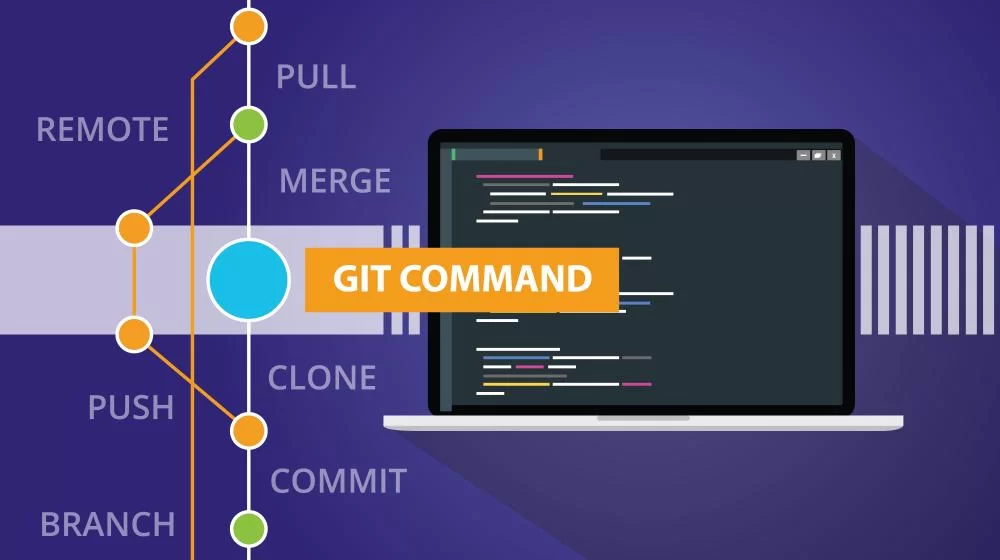 PULL
REMOTE
MERGE
GIT COMMAND
CLONE
PUSH
COMMIT
BRANCH